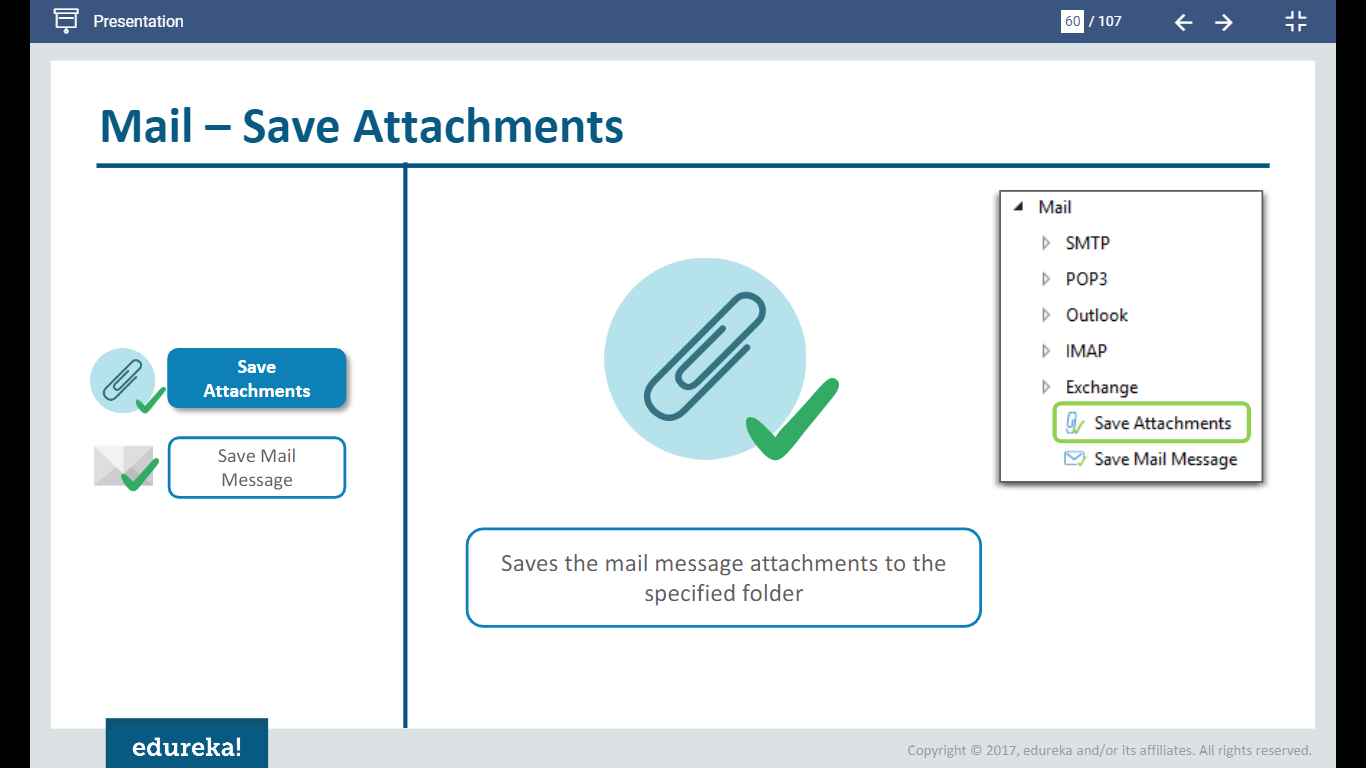 Presentation
60 / 107
Mail – Save Attachments
Save
Attachments
Save Mail
Message
Saves the mail message attachments to the
specified folder
Mail
SMTP
POP3
Outlook
IMAP
Exchange
Save Attachments
Save Mail Message
edureka!
Copyright © 2017, edureka and/or its affiliates. All rights reserved.